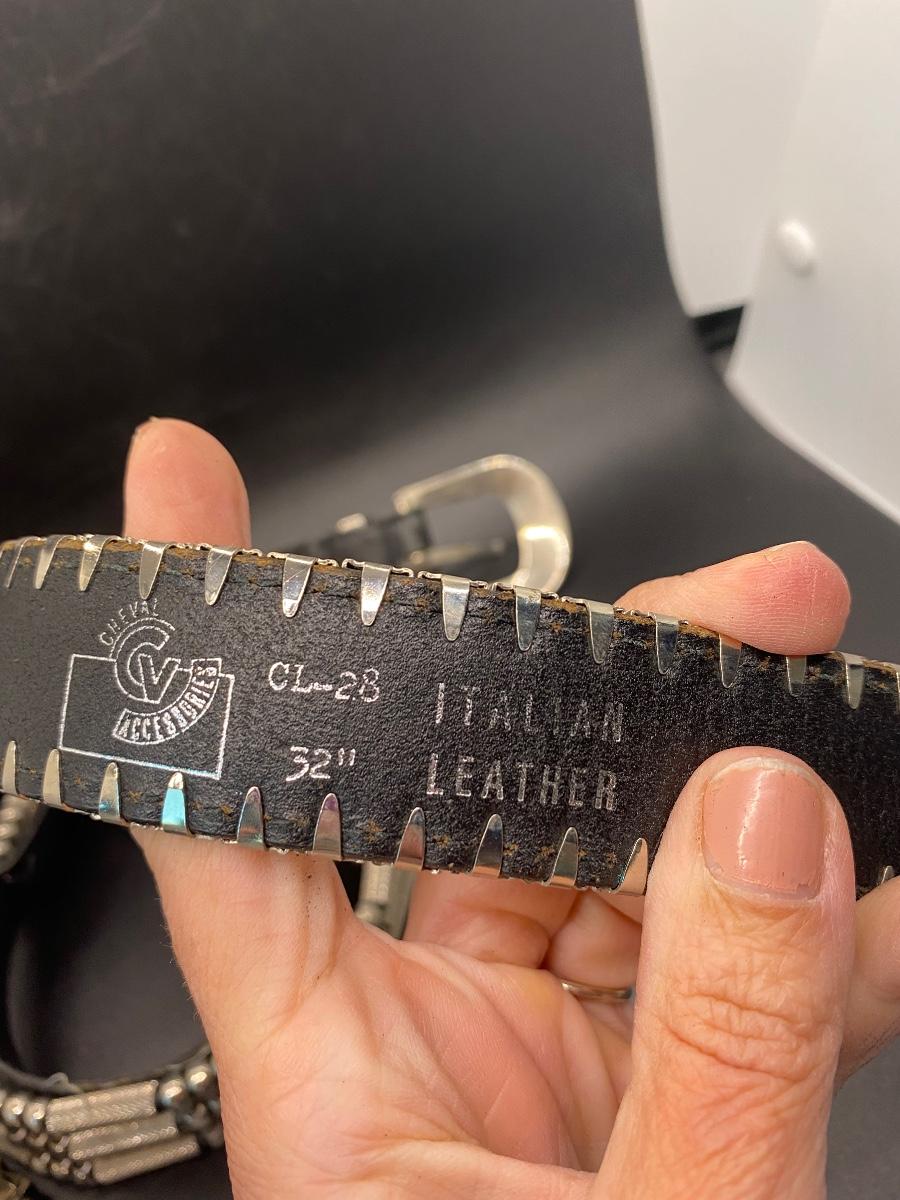 CHEVAL
CV
ACCESSORIES
CL-28
32"
ITALIAN
LEATHER